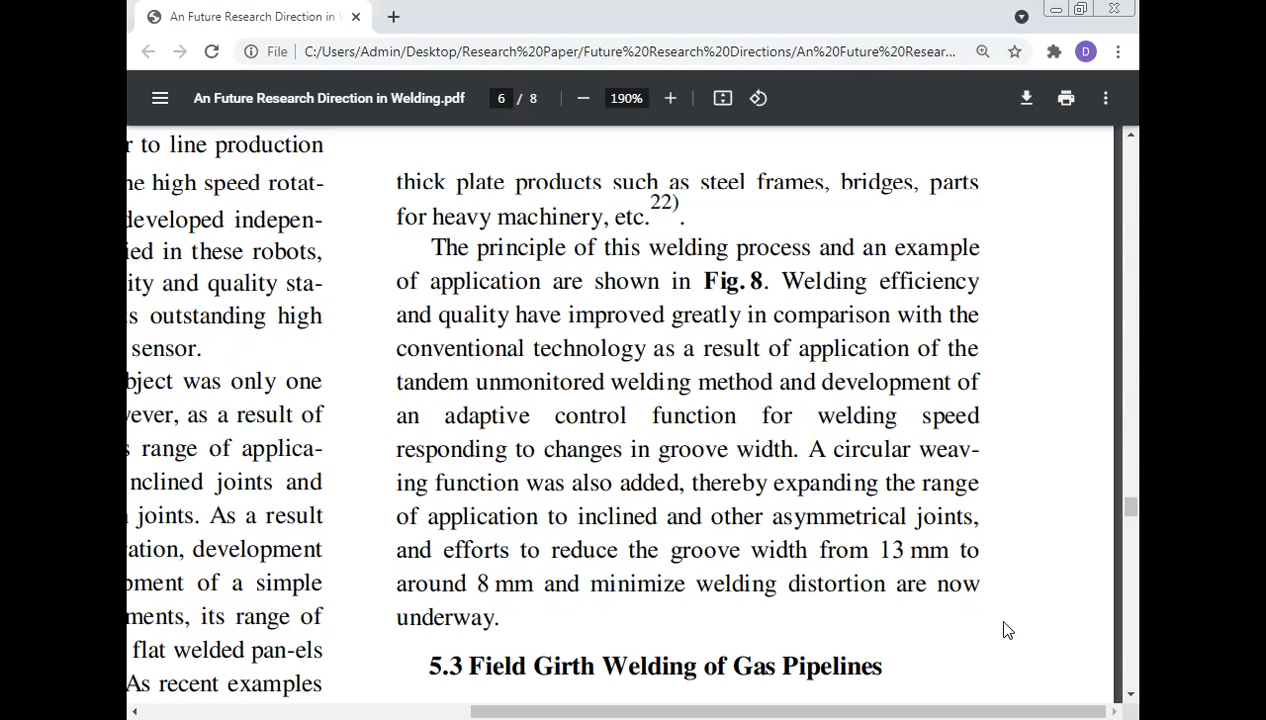 An Future Research Direction in
File
C:/Users/Admin/Desktop/Research%20Paper/Future%20Research%20Directions/An%20Future%20Resear...
D
An Future Research Direction in Welding.pdf
6 / 8
190%
r to line production
ne high speed rotat-
developed indepen-
ied in these robots,
ity and quality sta-
s outstanding high
sensor.
bject was only one
vever, as a result of
s range of applica-
nclined joints and
joints. As a result
ration, development
pment of a simple
ments, its range of
flat welded pan-els
As recent examples
thick plate products such as steel frames, bridges, parts
for heavy machinery, etc.22).
The principle of this welding process and an example
of application are shown in Fig. 8. Welding efficiency
and quality have improved greatly in comparison with the
conventional technology as a result of application of the
tandem unmonitored welding method and development of
an adaptive control function for welding speed
responding to changes in groove width. A circular weav-
ing function was also added, thereby expanding the range
of application to inclined and other asymmetrical joints,
and efforts to reduce the groove width from 13 mm to
around 8 mm and minimize welding distortion are now
underway.
5.3 Field Girth Welding of Gas Pipelines